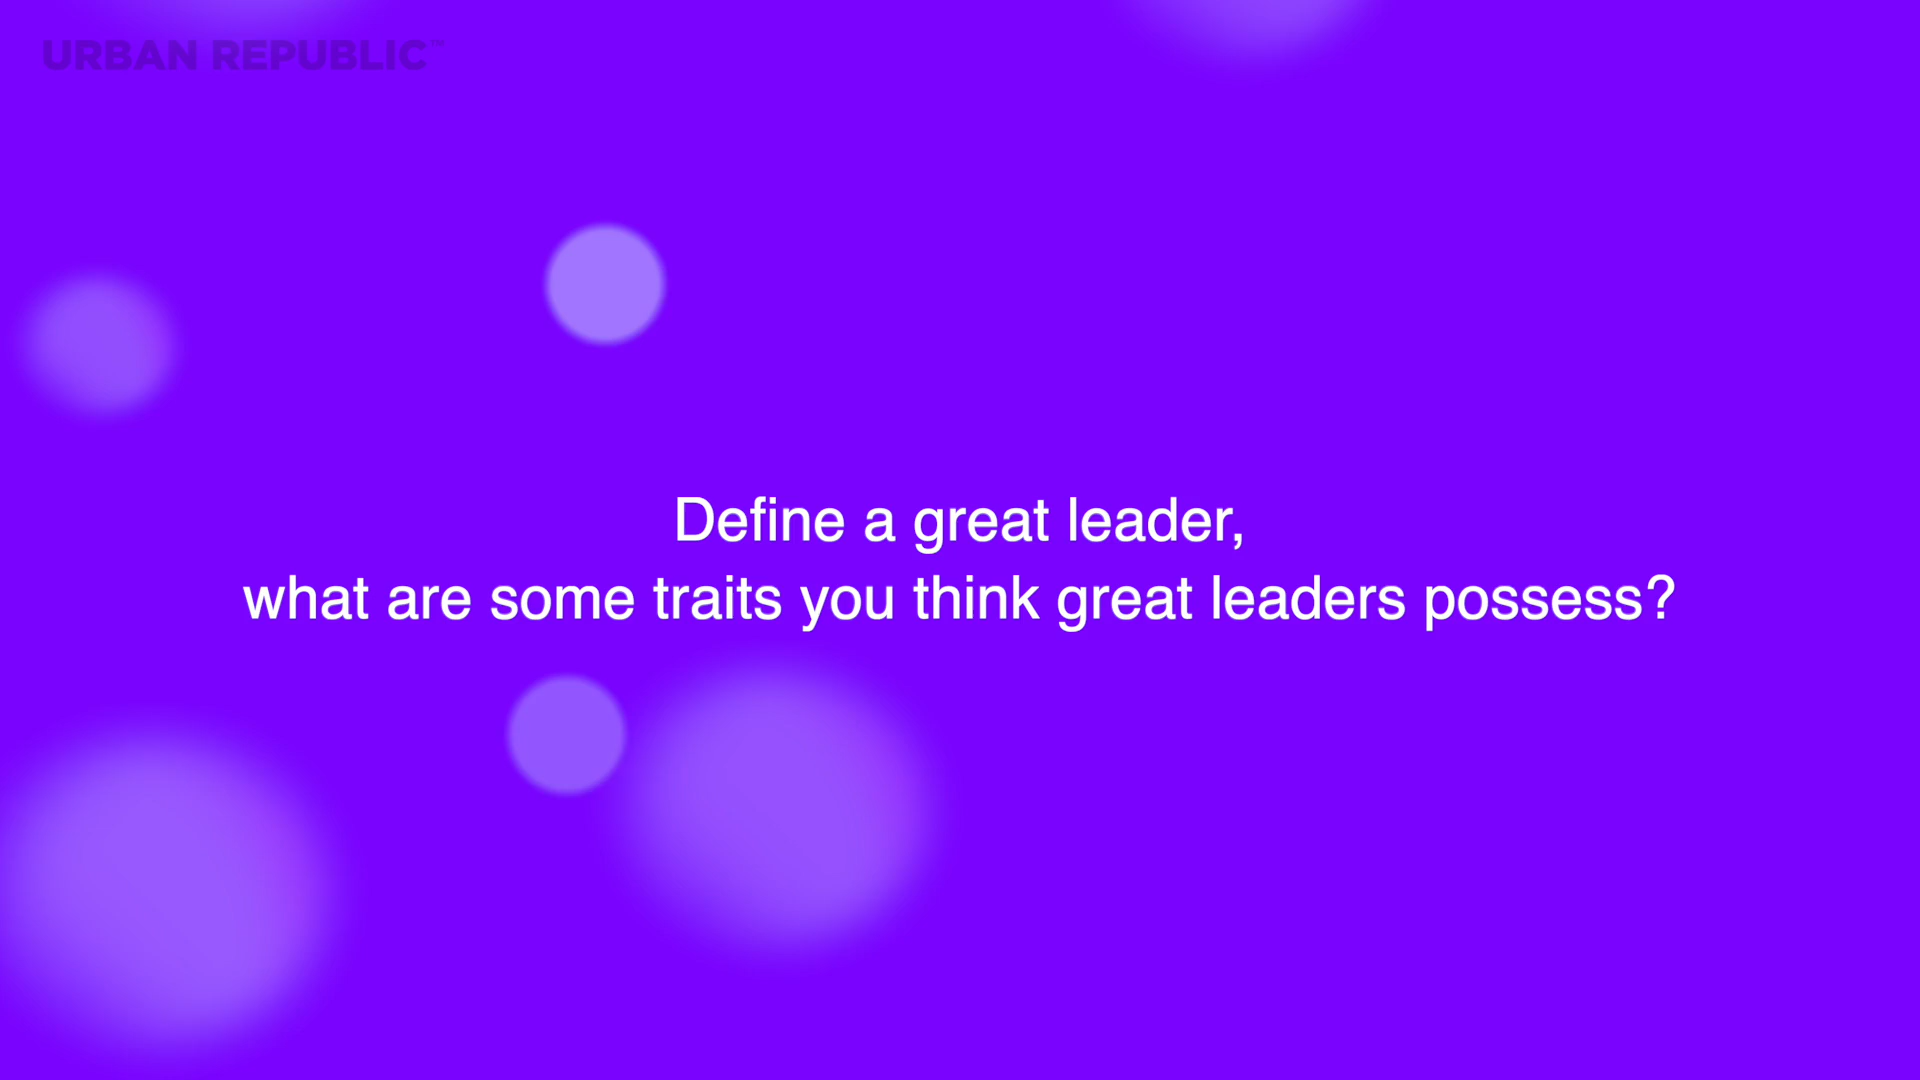 URBAN REPUBLIC™
Define a great leader,
what are some traits you think great leaders possess?